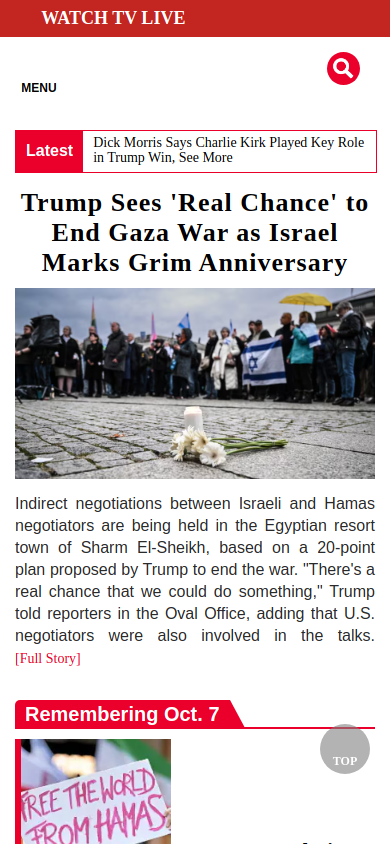 WATCH TV LIVE
MENU
Latest
Dick Morris Says Charlie Kirk Played Key Role
in Trump Win, See More
Trump Sees 'Real Chance' to
End Gaza War as Israel
Marks Grim Anniversary
Indirect negotiations between Israeli and Hamas
negotiators are being held in the Egyptian resort
town of Sharm El-Sheikh, based on a 20-point
plan proposed by Trump to end the war. "There's a
real chance that we could do something," Trump
told reporters in the Oval Office, adding that U.S.
negotiators were also involved in the talks.
[Full Story]
Remembering Oct. 7
TOP
FREE THE WORLD
FROM HAMAS